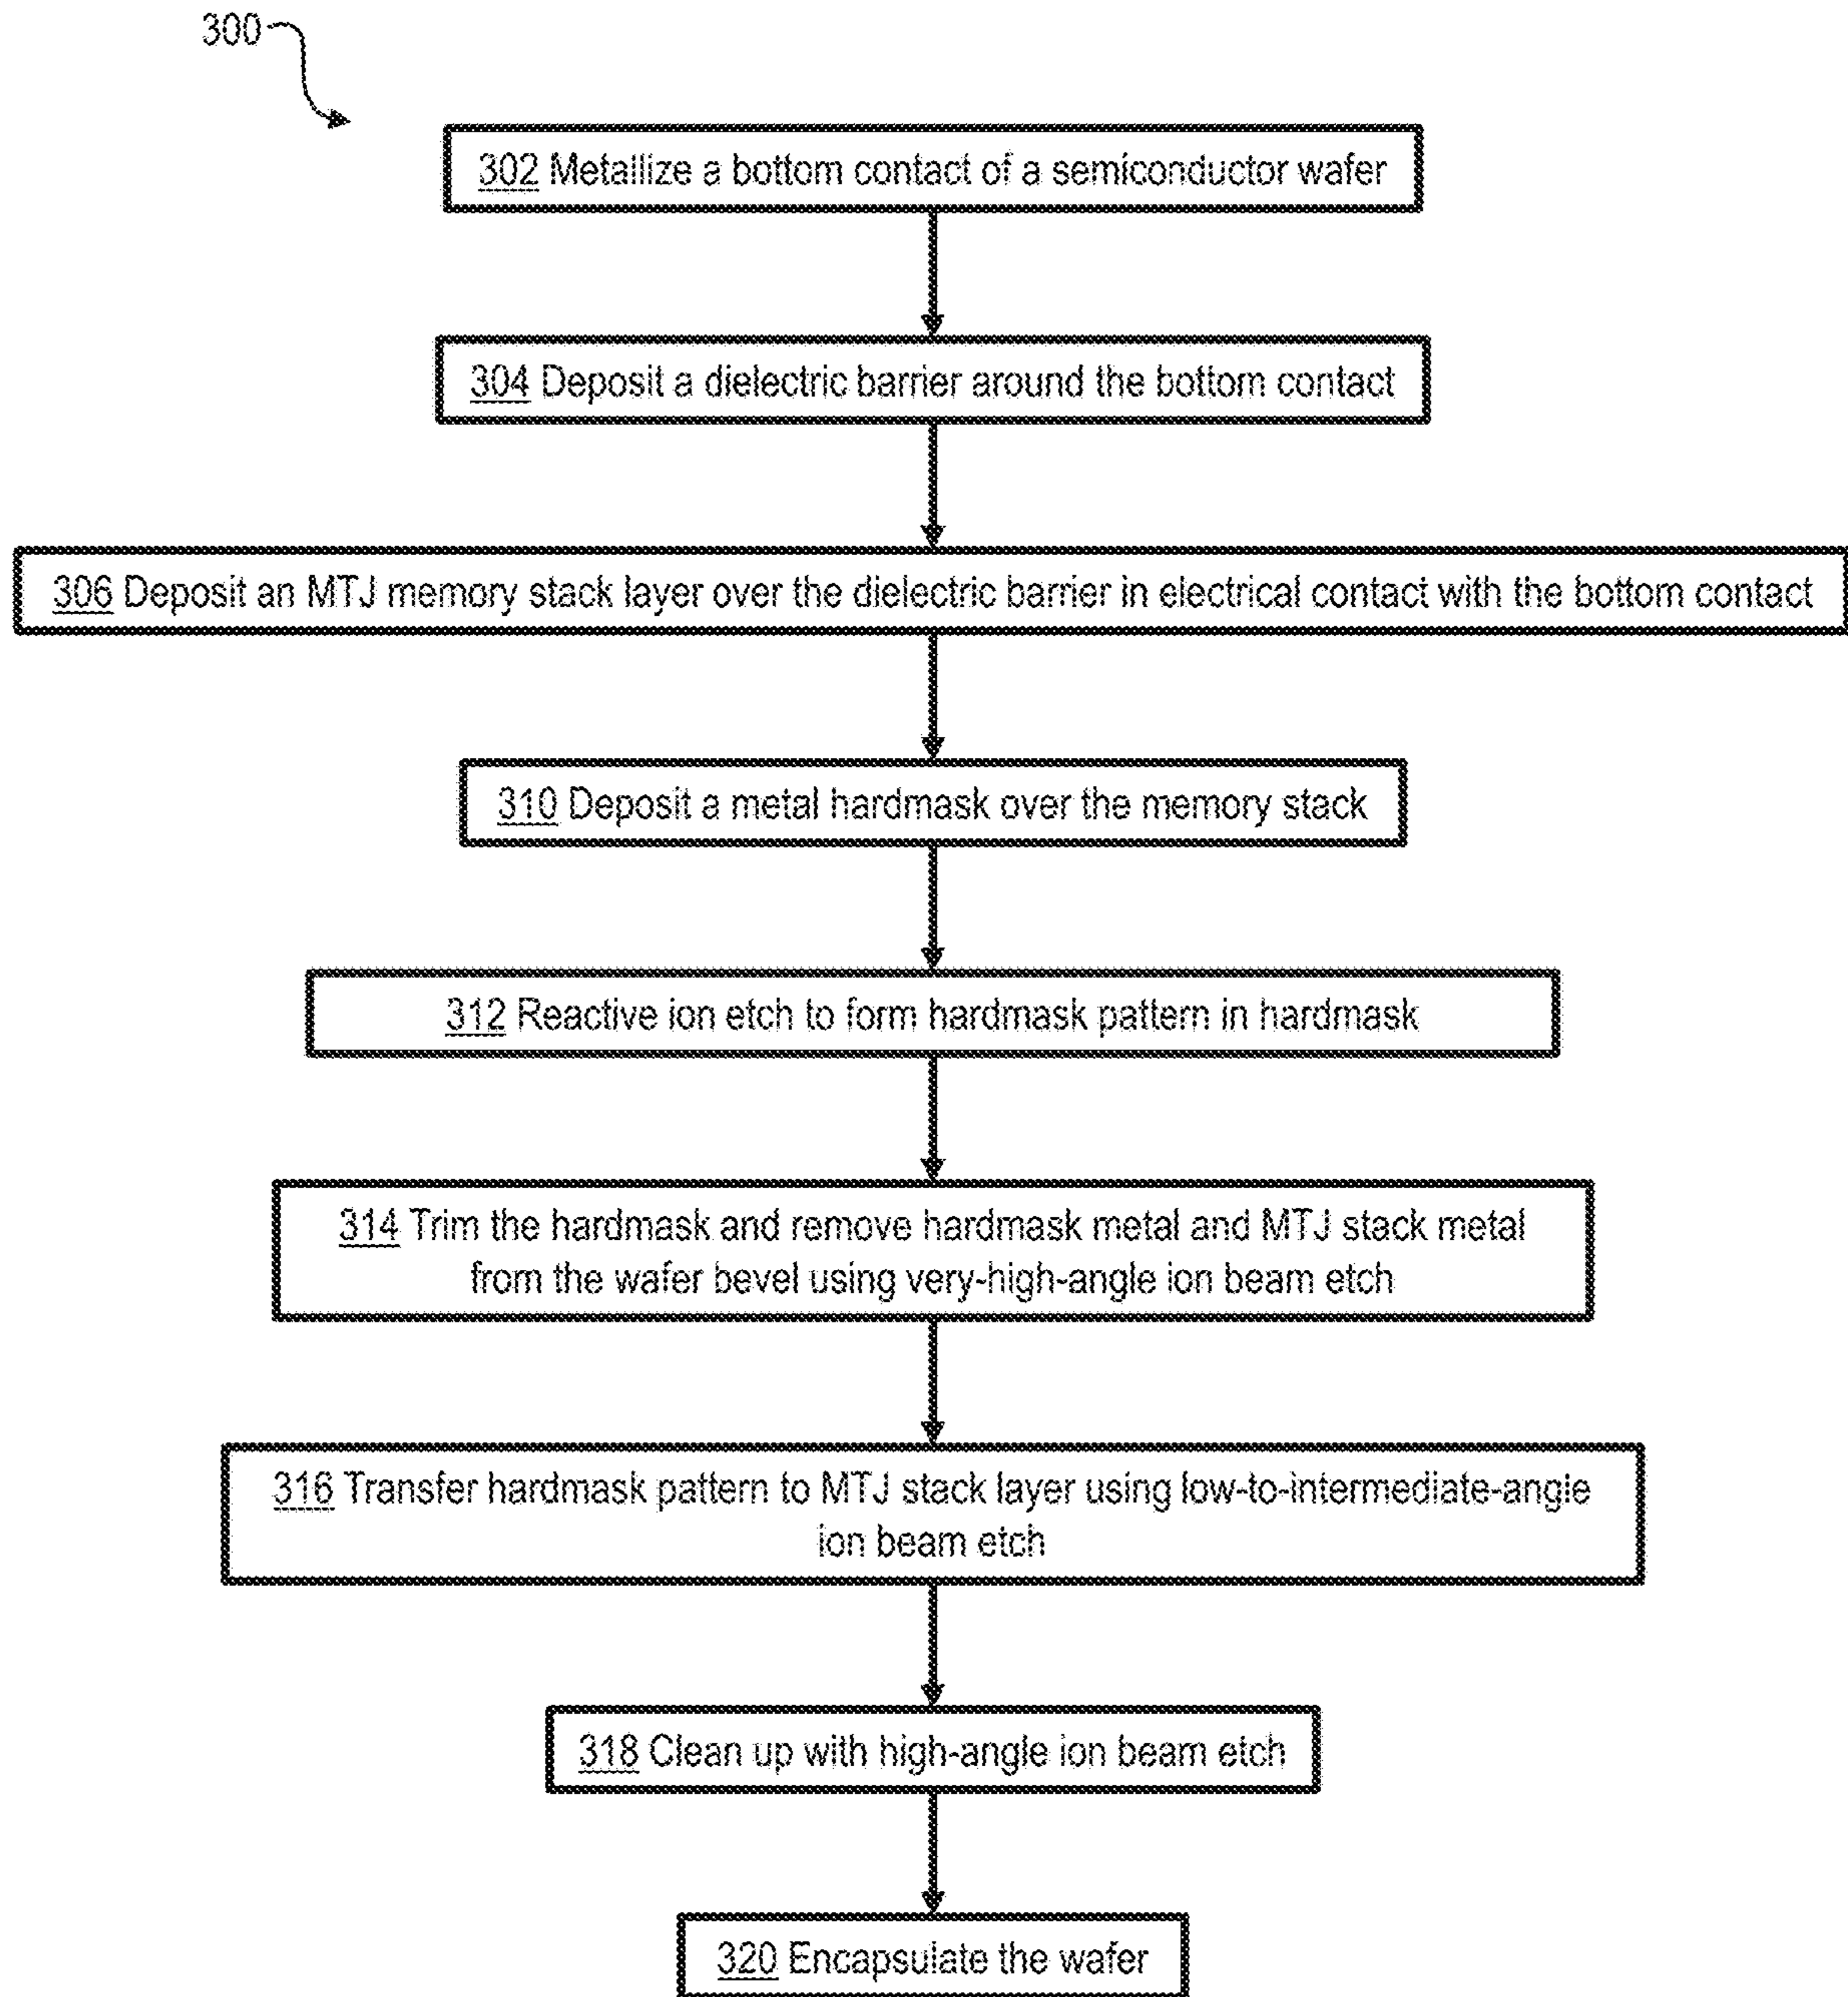 300
302 Metallize a bottom contact of a semiconductor wafer
304 Deposit a dielectric barrier around the bottom contact
306 Deposit an MTJ memory stack layer over the dielectric barrier in electrical contact with the bottom contact
310 Deposit a metal hardmask over the memory stack
312 Reactive ion etch to form hardmask pattern in hardmask
314 Trim the hardmask and remove hardmask metal and MTJ stack metal
from the wafer bevel using very-high-angle ion beam etch
316 Transfer hardmask pattern to MTJ stack layer using low-to-intermediate-angle
ion beam etch
318 Clean up with high-angle ion beam etch
320 Encapsulate the wafer